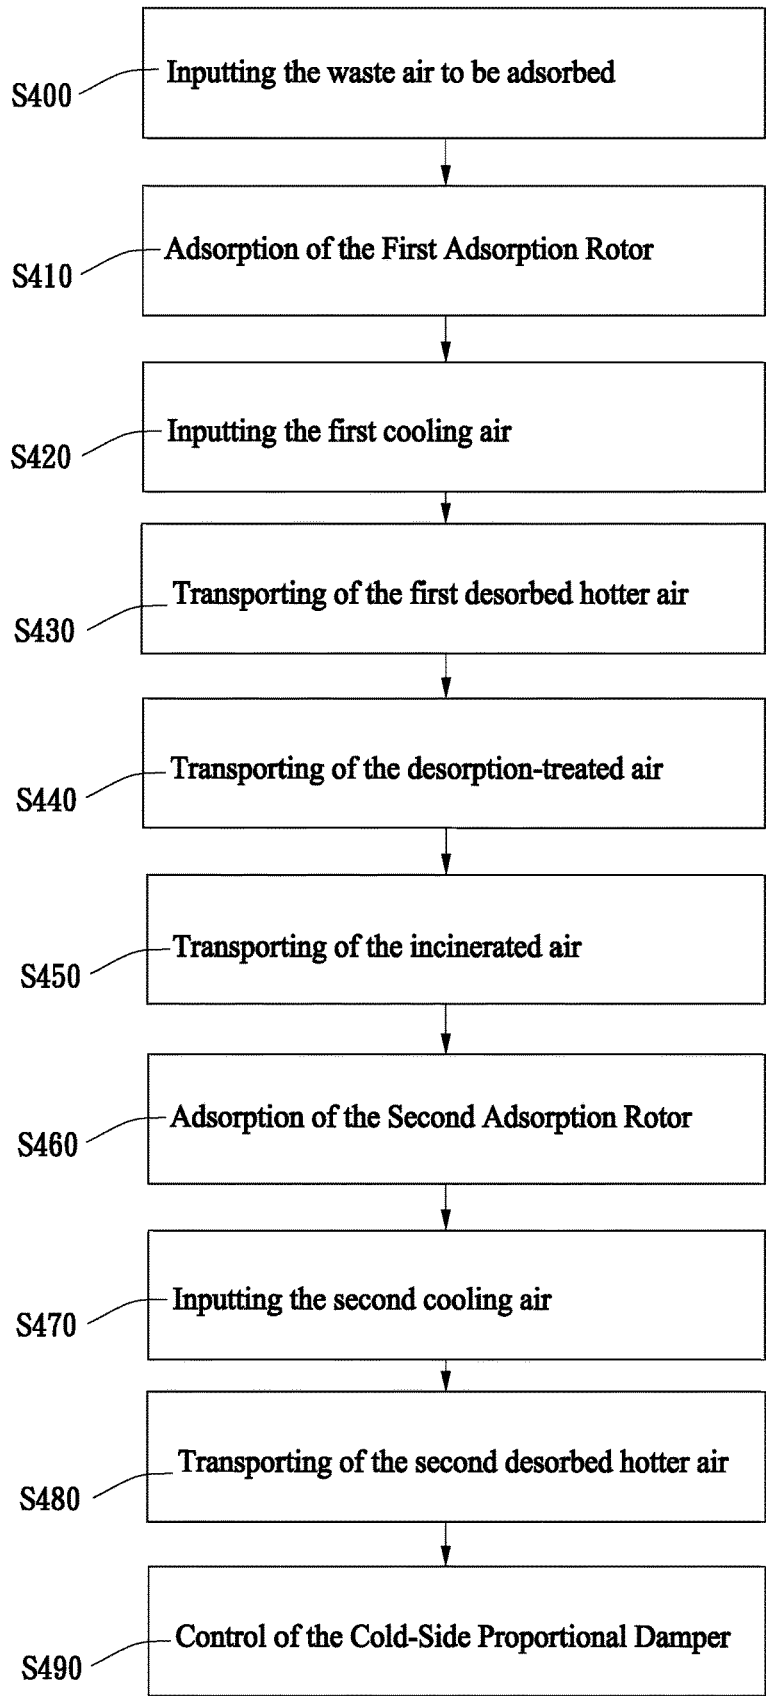 Inputting the waste air to be adsorbed
S400
Adsorption of the First Adsorption Rotor
S410
Inputting the first cooling air
S420
Transporting of the first desorbed hotter air
S430
Transporting of the desorption-treated air
S440
Transporting of the incinerated air
S450
Adsorption of the Second Adsorption Rotor
S460
Inputting the second cooling air
S470
Transporting of the second desorbed hotter air
S480
Control of the Cold-Side Proportional Damper
S490